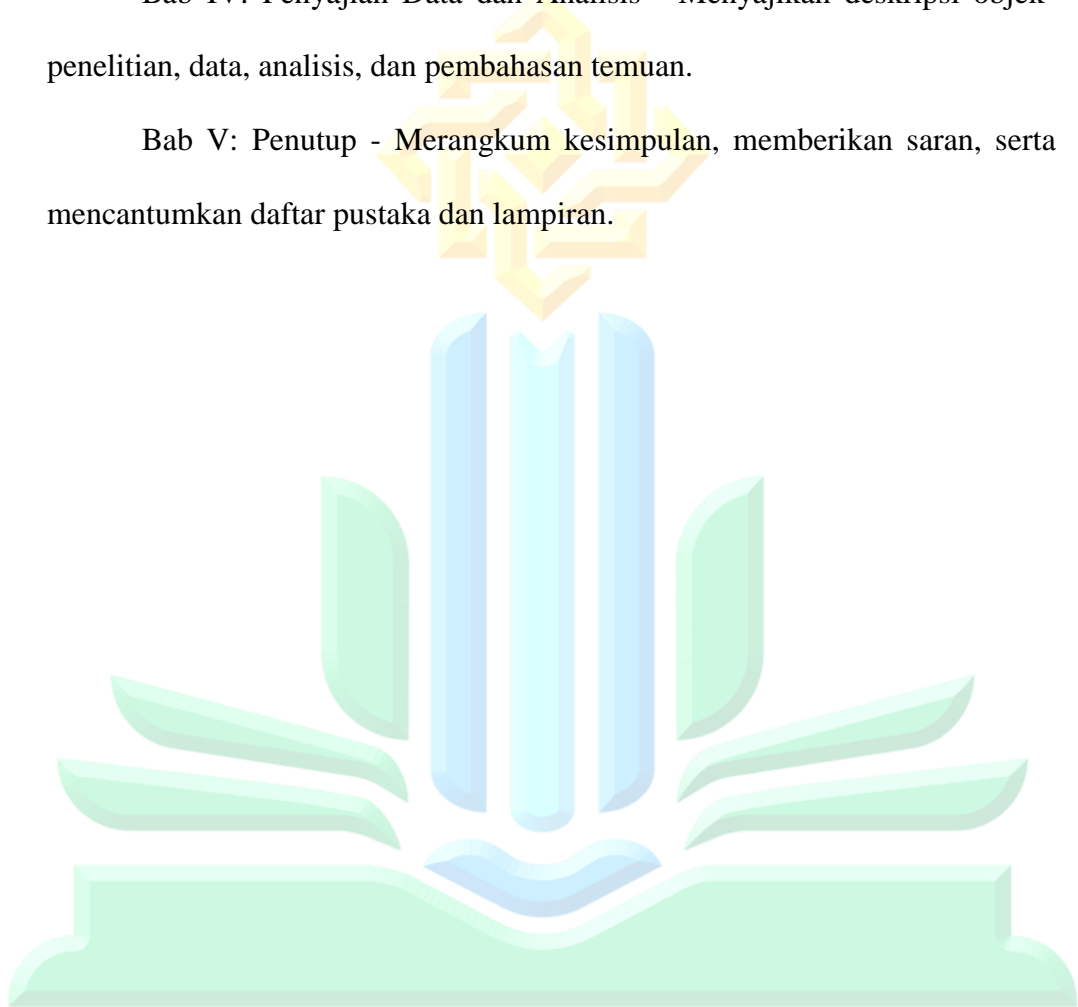 Bab IV: Penyajian Data dan Analisis - Menyajikan deskripsi objek
penelitian, data, analisis, dan pembahasan temuan.
Bab V: Penutup - Merangkum kesimpulan, memberikan saran, serta
mencantumkan daftar pustaka dan lampiran.